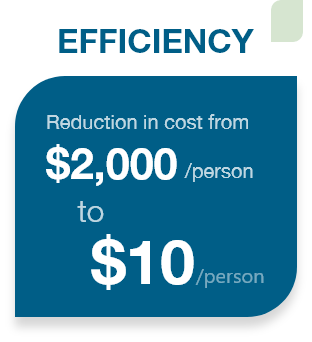 EFFICIENCY
Reduction in cost from
$2,000 /person
to
$10/person